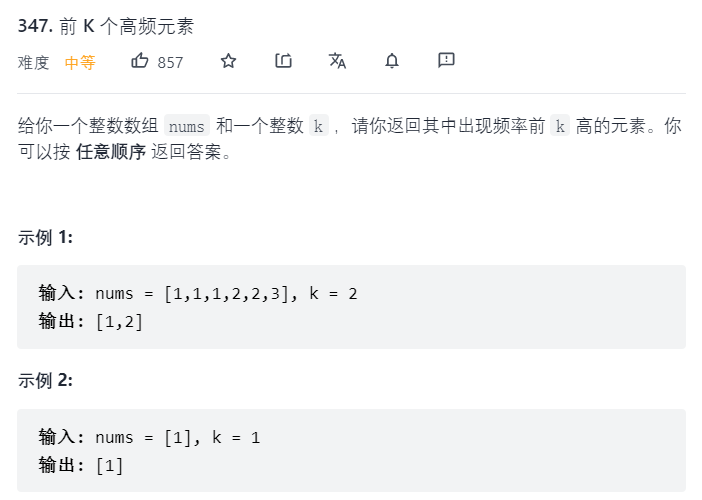 347. 前 K 个高频元素
难度 中等 857
给你一个整数数组 nums 和一个整数 k ，请你返回其中出现频率前 k 高的元素。你
可以按 任意顺序 返回答案。
示例 1:
输入: nums = [1,1,1,2,2,3], k = 2
输出: [1,2]
示例 2:
输入: nums = [1], k = 1
输出: [1]